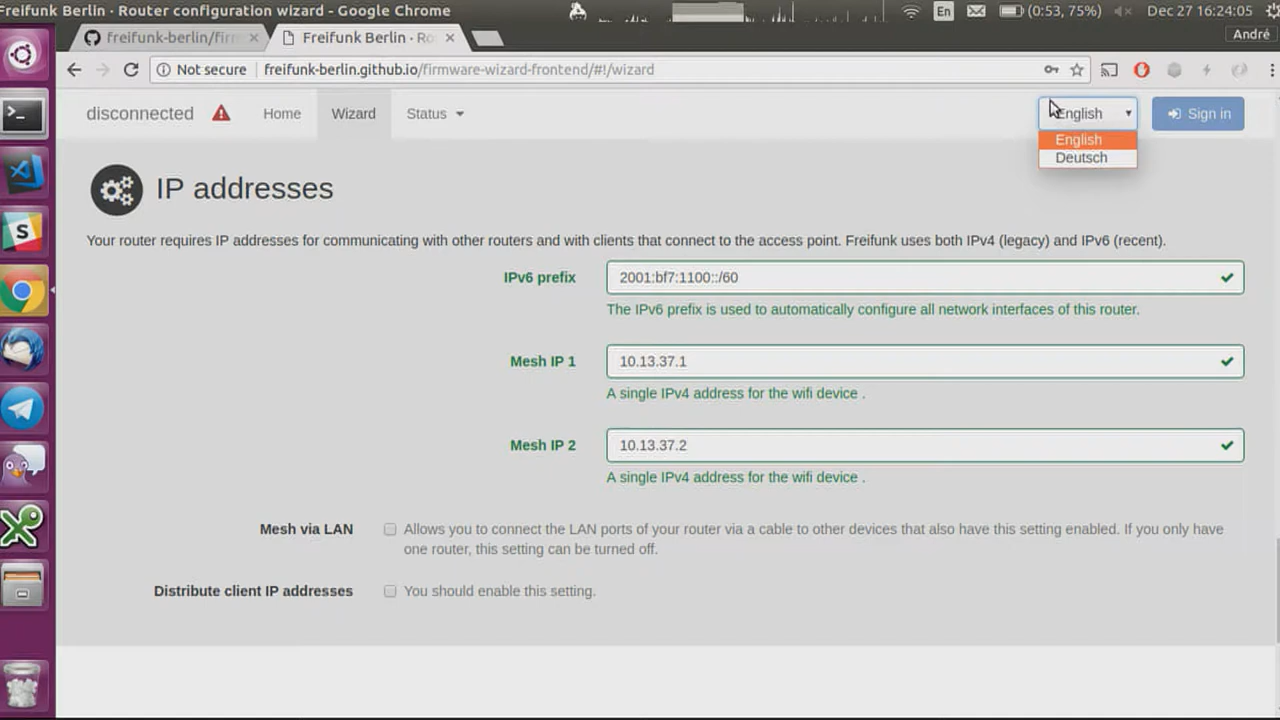 Freifunk Berlin · Router configuration wizard - Google Chrome
En
(0:53, 75%)
Dec 27 16:24:05
freifunk-berlin/firm
Freifunk Berlin · Ro
André
Not secure
freifunk-berlin.github.io/firmware-wizard-frontend/#!/wizard
disconnected
Home
Wizard
Status
English
Sign in
English
Deutsch
IP addresses
Your router requires IP addresses for communicating with other routers and with clients that connect to the access point. Freifunk uses both IPv4 (legacy) and IPv6 (recent).
IPv6 prefix
2001:bf7:1100::/60
The IPv6 prefix is used to automatically configure all network interfaces of this router.
Mesh IP 1
10.13.37.1
A single IPv4 address for the wifi device .
Mesh IP 2
10.13.37.2
A single IPv4 address for the wifi device .
Mesh via LAN
Allows you to connect the LAN ports of your router via a cable to other devices that also have this setting enabled. If you only have
one router, this setting can be turned off.
Distribute client IP addresses
You should enable this setting.